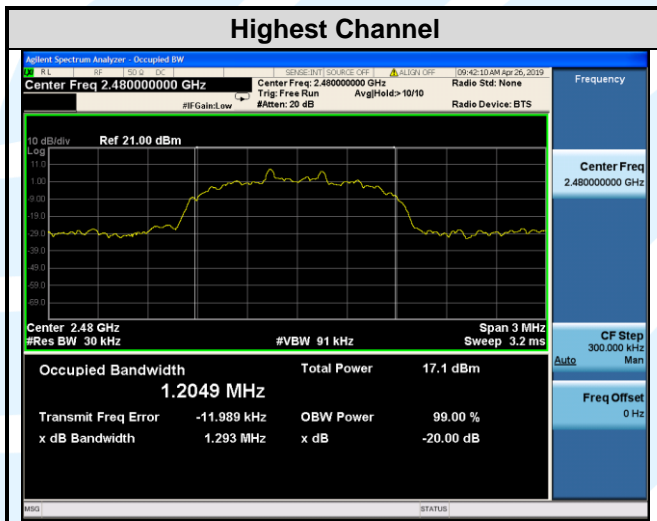 Highest Channel
Agilent Spectrum Analyzer - Occupied BW
RL RF 50 Ω DC SENSE:INT SOURCE OFF ALIGN OFF 09:42:10 AM Apr 26, 2019
Center Freq 2.480000000 GHz
Center Freq: 2.480000000 GHz Radio Std: None
Trig: Free Run Avg|Hold:> 10/10
#IFGain:Low #Atten: 20 dB Radio Device: BTS
Frequency
10 dB/div Ref 21.00 dBm
Log
11.0
1.00
-9.00
-19.0
-29.0
-39.0
-49.0
-59.0
-69.0
Center Freq
2.480000000 GHz
Center 2.48 GHz Span 3 MHz
#Res BW 30 kHz #VBW 91 kHz Sweep 3.2 ms
CF Step
300.000 kHz
Auto Man
Occupied Bandwidth Total Power 17.1 dBm
1.2049 MHz
Transmit Freq Error -11.989 kHz OBW Power 99.00 %
x dB Bandwidth 1.293 MHz x dB -20.00 dB
Freq Offset
0 Hz
MSG STATUS